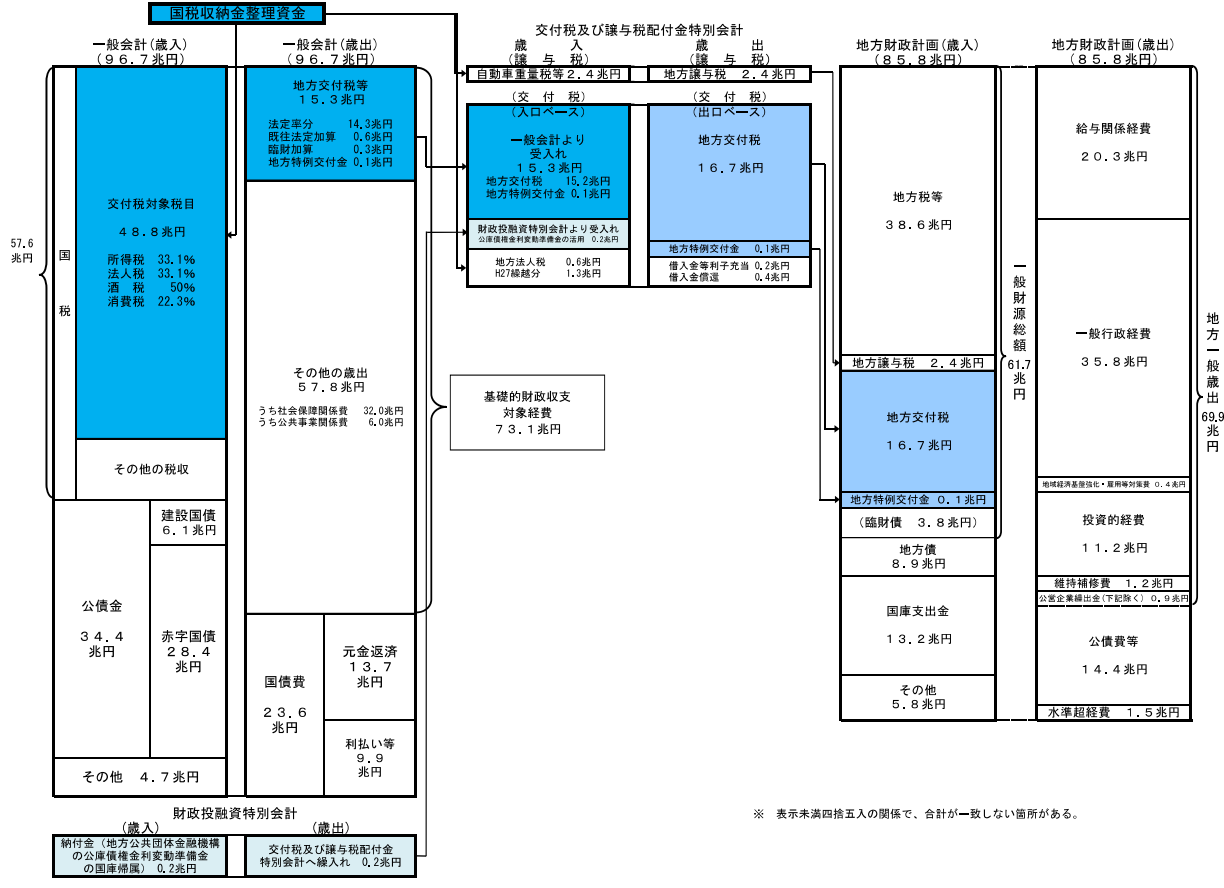 国税収納金整理資金
一般会計(歳入)
(96.7兆円)
57.6
兆円
国
税
交付税対象税目
48.8兆円
所得税 33.1%
法人税 33.1%
酒 税 50%
消費税 22.3%
その他の税収
公債金
34.4
兆円
建設国債
6.1兆円
赤字国債
28.4
兆円
その他 4.7兆円
一般会計(歳出)
(96.7兆円)
地方交付税等
15.3兆円
法定率分 14.3兆円
既往法定加算 0.6兆円
臨財加算 0.3兆円
地方特例交付金 0.1兆円
その他の歳出
57.8兆円
うち社会保障関係費 32.0兆円
うち公共事業関係費 6.0兆円
国債費
23.6
兆円
元金返済
13.7
兆円
利払い等
9.9
兆円
基礎的財政収支
対象経費
73.1兆円
財政投融資特別会計
(歳入)
納付金(地方公共団体金融機構
の公庫債権金利変動準備金
の国庫帰属) 0.2兆円
(歳出)
交付税及び譲与税配付金
特別会計へ繰入れ 0.2兆円
交付税及び譲与税配付金特別会計
歳 入
(譲 与 税)
自動車重量税等2.4兆円
(交 付 税)
(入口ベース)
一般会計より
受入れ
15.3兆円
地方交付税 15.2兆円
地方特例交付金 0.1兆円
財政投融資特別会計より受入れ
公庫債権金利変動準備金の活用 0.2兆円
地方法人税 0.6兆円
H27繰越分 1.3兆円
歳 出
(譲 与 税)
地方譲与税 2.4兆円
(交 付 税)
(出口ベース)
地方交付税
16.7兆円
地方特例交付金 0.1兆円
借入金等利子充当 0.2兆円
借入金償還 0.4兆円
地方財政計画(歳入)
(85.8兆円)
地方税等
38.6兆円
地方譲与税 2.4兆円
地方交付税
16.7兆円
地方特例交付金 0.1兆円
(臨財債 3.8兆円)
地方債
8.9兆円
国庫支出金
13.2兆円
その他
5.8兆円
一般財源総額
61.7
兆円
地方財政計画(歳出)
(85.8兆円)
給与関係経費
20.3兆円
一般行政経費
35.8兆円
地域経済基盤強化・雇用等対策費 0.4兆円
投資的経費
11.2兆円
維持補修費 1.2兆円
公営企業繰出金(下記除く) 0.9兆円
公債費等
14.4兆円
水準超経費 1.5兆円
地方一般歳出
69.9
兆円
※ 表示未満四捨五入の関係で、合計が一致しない箇所がある。